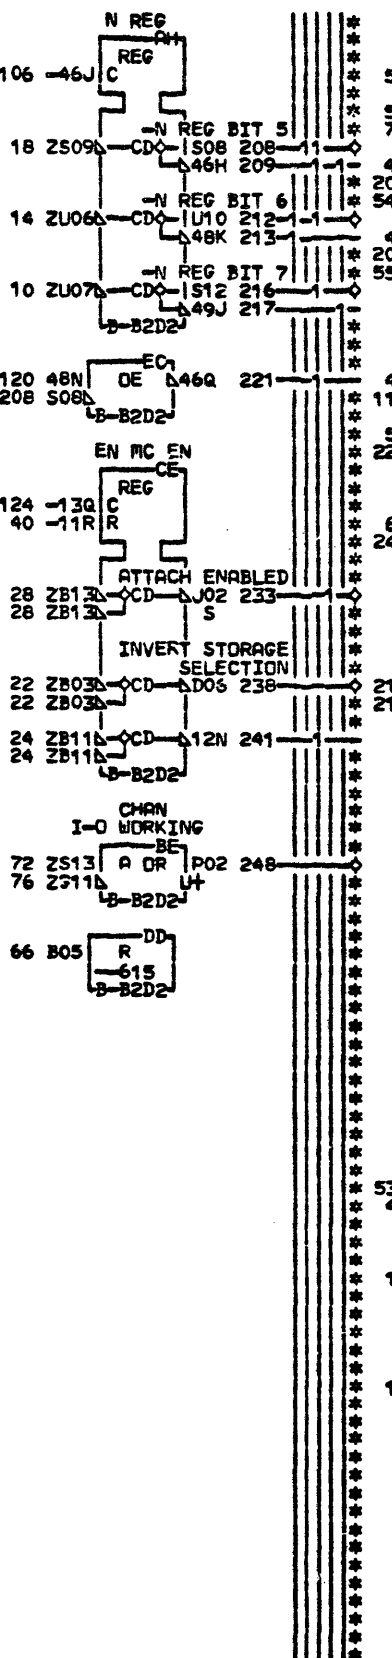 N REG
AH
REG
106 -46J C
-N REG BIT 5
18 ZS09 CD S08 208 11
46H 209 1 1
-N REG BIT 6
14 ZU06 CD U10 212 1 1
48K 213 1
-N REG BIT 7
10 ZU07 CD S12 216 1
49J 217 1
B-B2D2
EC
120 48N OE 46Q 221 1
208 S08
B-B2D2
EN MC EN
CE
REG
124 -13Q C
40 -11R R
ATTACH ENABLED
28 ZB13 CD J02 233 1
28 ZB13 S
INVERT STORAGE
SELECTION
22 ZB03 CD D05 238
22 ZB03
24 ZB11 CD 12N 241 1
24 ZB11
B-B2D2
CHAN
I-O WORKING
BE
72 ZS13 A OR P02 248
76 ZS11
B-B2D2
DD
66 B05 R
-615
B-B2D2